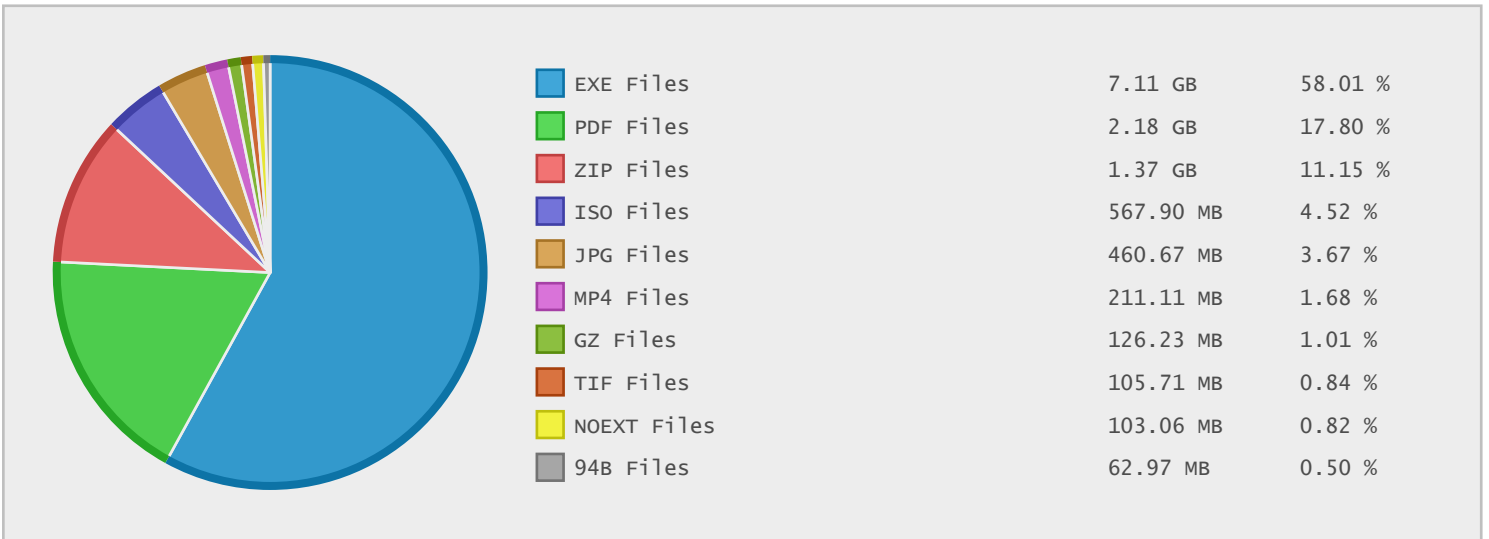 EXE Files 7.11 GB 58.01 %
PDF Files 2.18 GB 17.80 %
ZIP Files 1.37 GB 11.15 %
ISO Files 567.90 MB 4.52 %
JPG Files 460.67 MB 3.67 %
MP4 Files 211.11 MB 1.68 %
GZ Files 126.23 MB 1.01 %
TIF Files 105.71 MB 0.84 %
NOEXT Files 103.06 MB 0.82 %
94B Files 62.97 MB 0.50 %